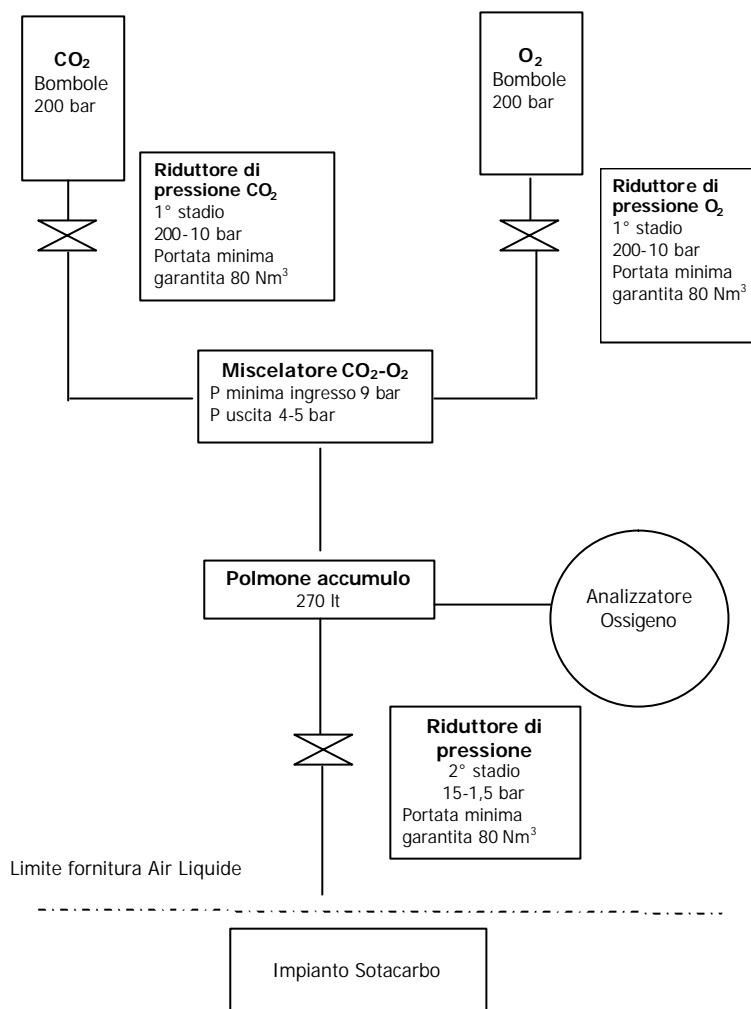 CO₂
Bombole
200 bar
O₂
Bombole
200 bar
Riduttore di
pressione CO₂
1° stadio
200-10 bar
Portata minima
garantita 80 Nm³
Riduttore di
pressione O₂
1° stadio
200-10 bar
Portata minima
garantita 80 Nm³
Miscelatore CO₂-O₂
P minima ingresso 9 bar
P uscita 4-5 bar
Polmone accumulo
270 lt
Analizzatore
Ossigeno
Riduttore di
pressione
2° stadio
15-1,5 bar
Portata minima
garantita 80 Nm³
Limite fornitura Air Liquide
Impianto Sotacarbo